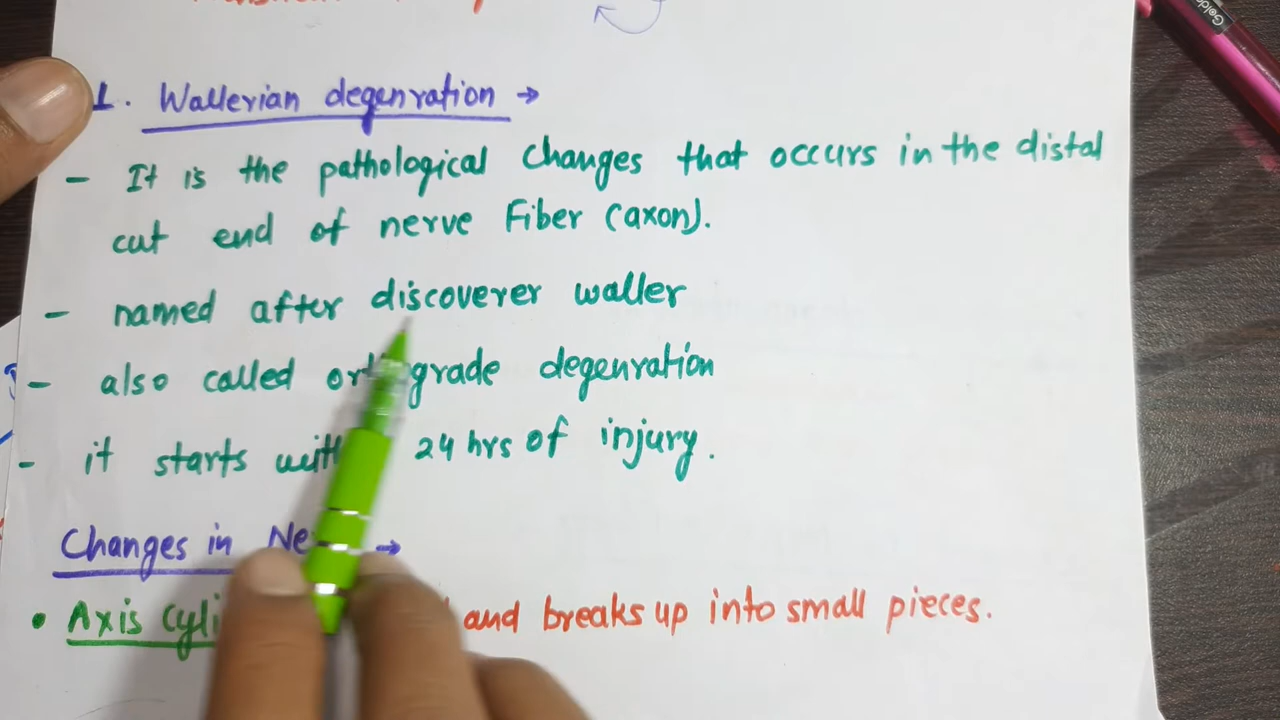 1. Wallerian degenration →
- It is the pathological changes that occurs in the distal
cut end of nerve Fiber (axon).
- named after discoverer waller
- also called grade degenration
- it starts 24 hrs of injury.
Changes in →
• Axis and breaks up into small pieces.